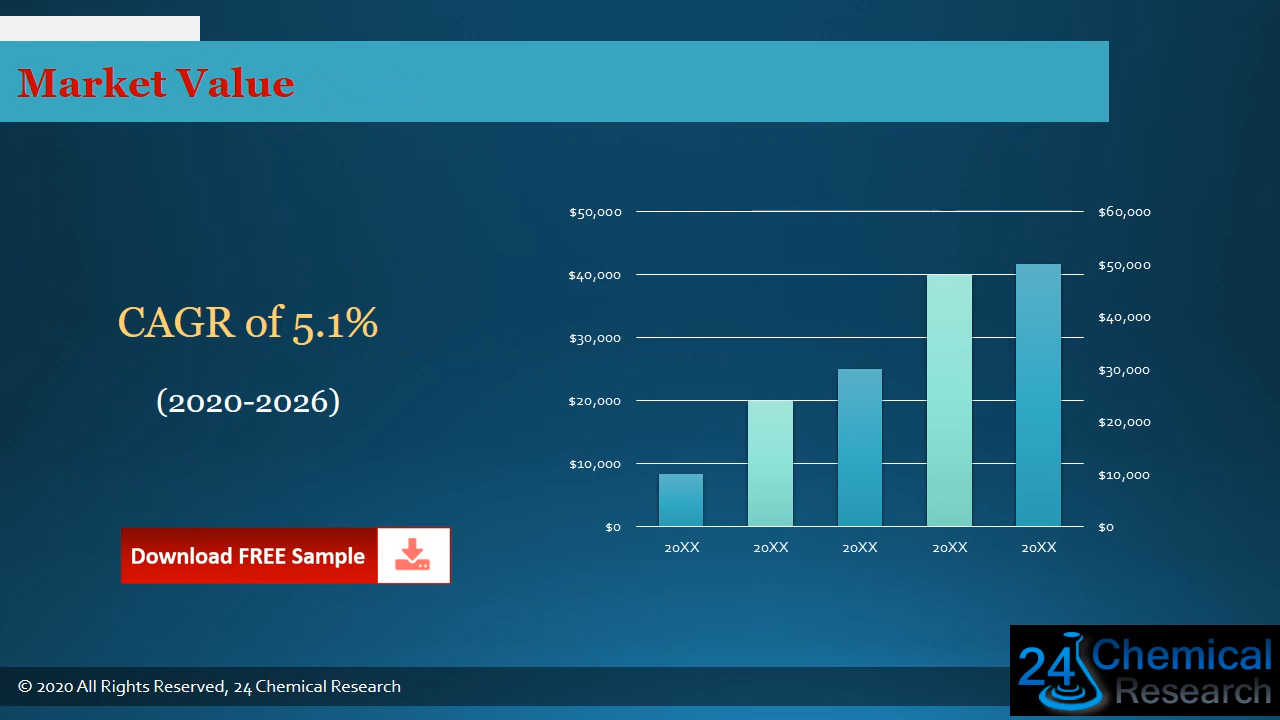 Market Value
CAGR of 5.1%
(2020-2026)
Download FREE Sample
$50,000
$40,000
$30,000
$20,000
$10,000
$0
$60,000
$50,000
$40,000
$30,000
$20,000
$10,000
$0
20XX 20XX 20XX 20XX 20XX
© 2020 All Rights Reserved, 24 Chemical Research
24 Chemical
Research